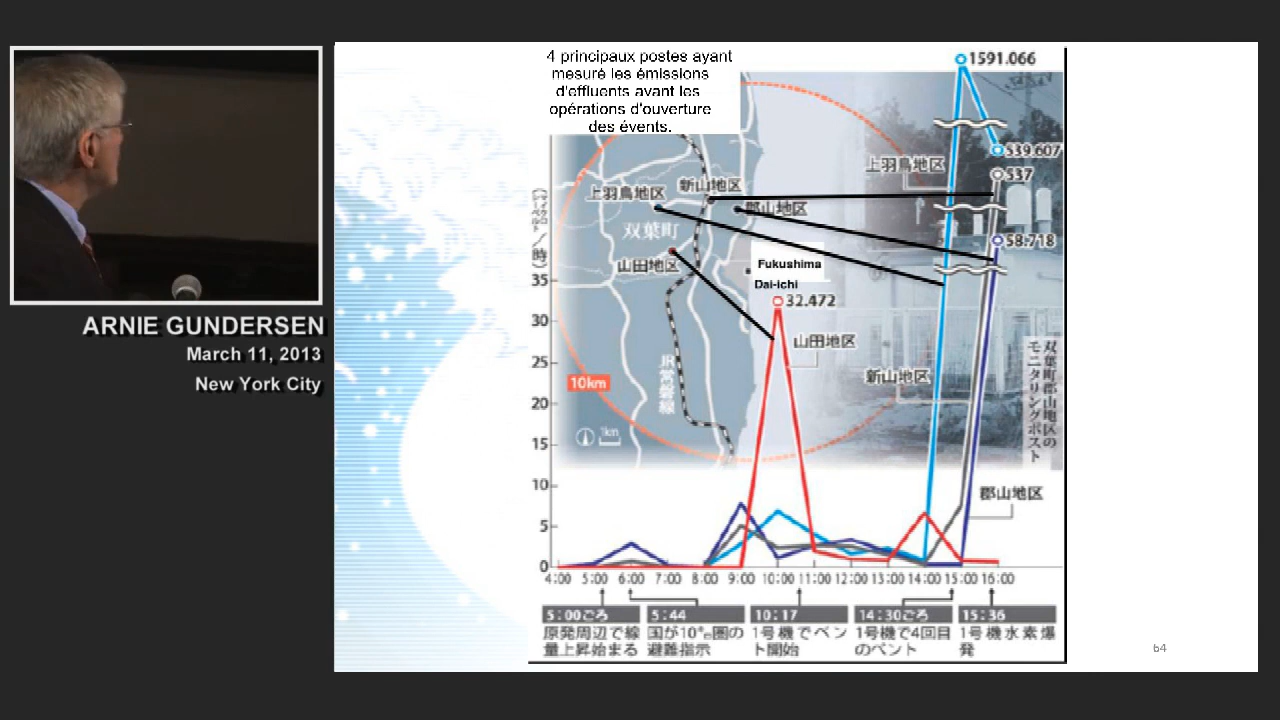 4 principaux postes ayant
mesuré les émissions
d'effluents avant les
opérations d'ouverture
des évents.
ARNIE GUNDERSEN
March 11, 2013
New York City
1591.066
539.607
537
58.718
32.472
上羽鳥地区
上羽鳥地区
新山地区
郡山地区
双葉町
山田地区
Fukushima
Dai-ichi
山田地区
新山地区
郡山地区
JR常磐線
10km
1km
双葉町郡山地区の
モニタリングポスト
35
30
25
20
15
10
5
0
4:00 5:00 6:00 7:00 8:00 9:00 10:00 11:00 12:00 13:00 14:00 15:00 16:00
5:00ごろ
原発周辺で線
量上昇始まる
5:44
国が10㌔圏の
避難指示
10:17
1号機でベン
ト開始
14:30ごろ
1号機で4回目
のベント
15:36
1号機水素爆
発
64